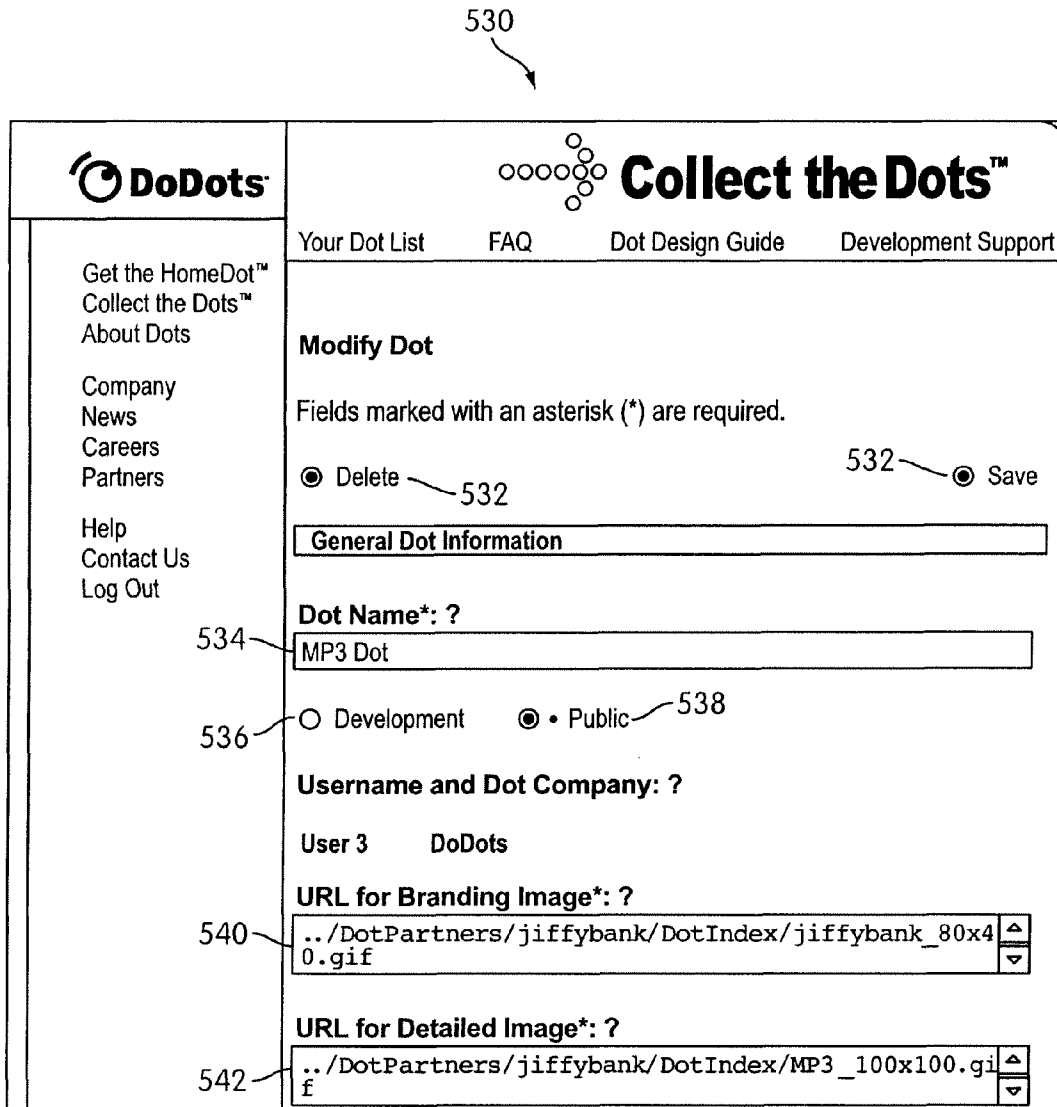 530
DoDots
Collect the Dots™
Your Dot List FAQ Dot Design Guide Development Support
Get the HomeDot™
Collect the Dots™
About Dots
Company
News
Careers
Partners
Help
Contact Us
Log Out
Modify Dot
Fields marked with an asterisk (*) are required.
Delete 532 532 Save
General Dot Information
Dot Name*: ?
534 MP3 Dot
536 Development • Public 538
Username and Dot Company: ?
User 3 DoDots
URL for Branding Image*: ?
540 ../DotPartners/jiffybank/DotIndex/jiffybank_80x4
0.gif
URL for Detailed Image*: ?
542 ../DotPartners/jiffybank/DotIndex/MP3_100x100.gi
f